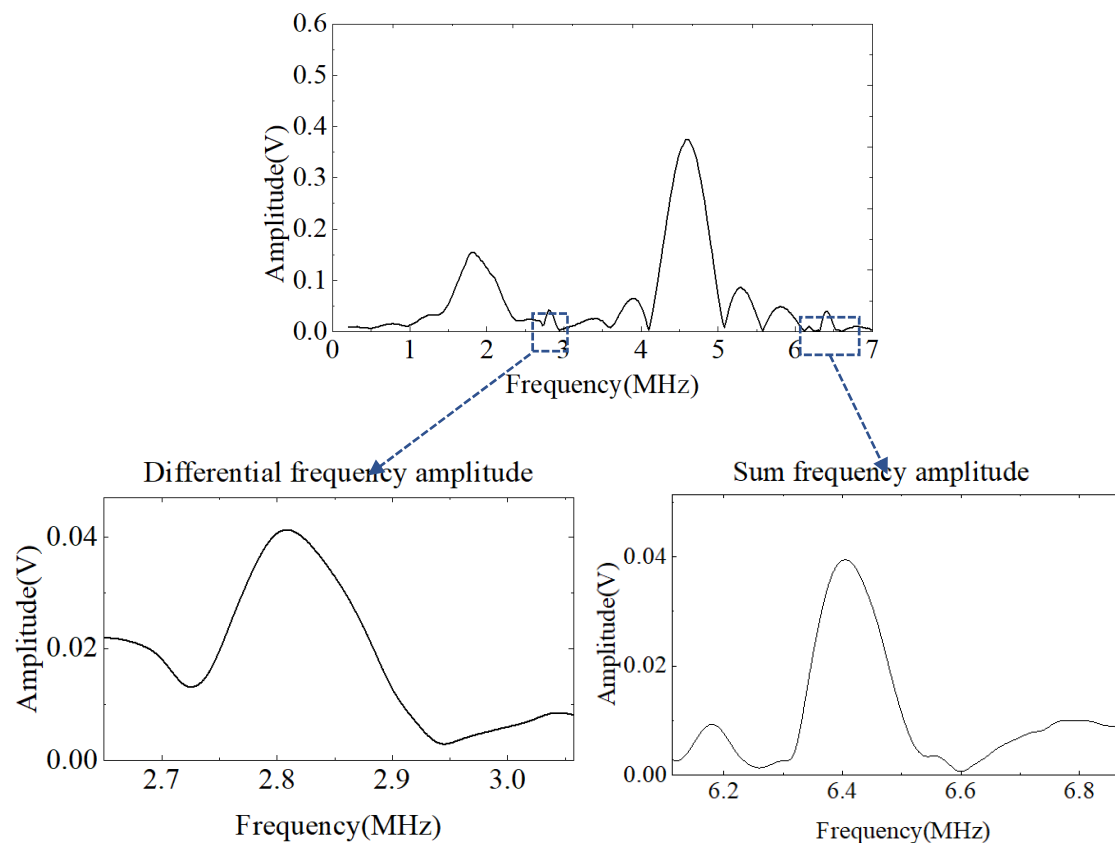 0.6
0.5
0.4
0.3
0.2
0.1
0.0
Amplitude(V)
0 1 2 3 4 5 6 7
Frequency(MHz)
Differential frequency amplitude
0.04
0.02
0.00
Amplitude(V)
2.7 2.8 2.9 3.0
Frequency(MHz)
Sum frequency amplitude
0.04
0.02
0.00
Amplitude(V)
6.2 6.4 6.6 6.8
Frequency(MHz)